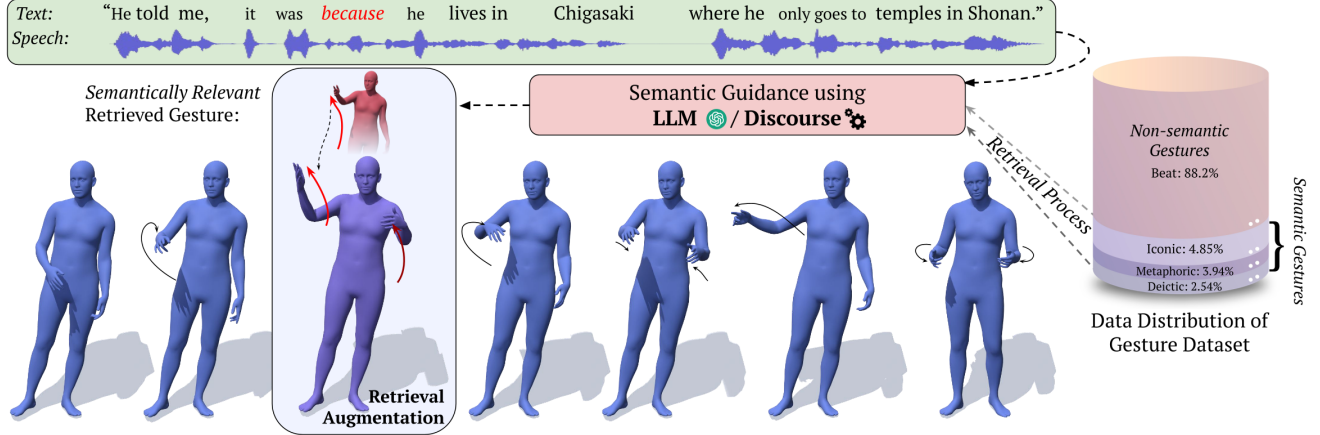 Text: “He told me, it was because he lives in Chigasaki where he only goes to temples in Shonan.”
Speech:
Semantically Relevant
Retrieved Gesture:
Semantic Guidance using
LLM / Discourse
Retrieval Process
Non-semantic
Gestures
Beat: 88.2%
Iconic: 4.85%
Metaphoric: 3.94%
Deictic: 2.54%
Semantic Gestures
Data Distribution of
Gesture Dataset
Retrieval
Augmentation